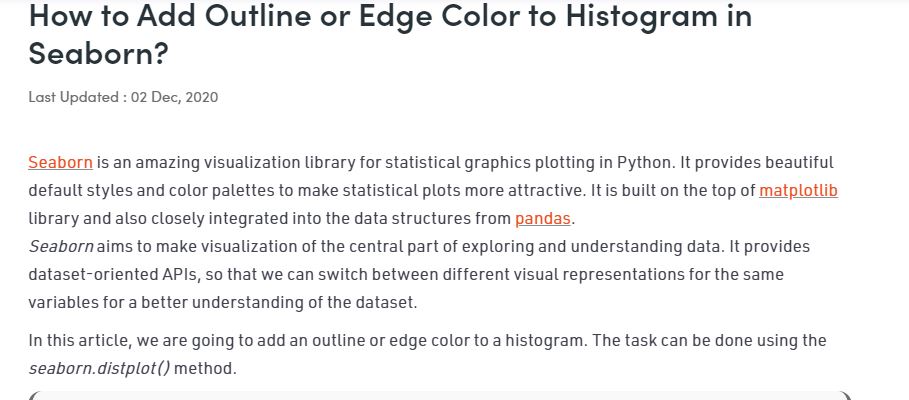 How to Add Outline or Edge Color to Histogram in
Seaborn?
Last Updated : 02 Dec, 2020
Seaborn is an amazing visualization library for statistical graphics plotting in Python. It provides beautiful
default styles and color palettes to make statistical plots more attractive. It is built on the top of matplotlib
library and also closely integrated into the data structures from pandas.
Seaborn aims to make visualization of the central part of exploring and understanding data. It provides
dataset-oriented APIs, so that we can switch between different visual representations for the same
variables for a better understanding of the dataset.
In this article, we are going to add an outline or edge color to a histogram. The task can be done using the
seaborn.distplot() method.